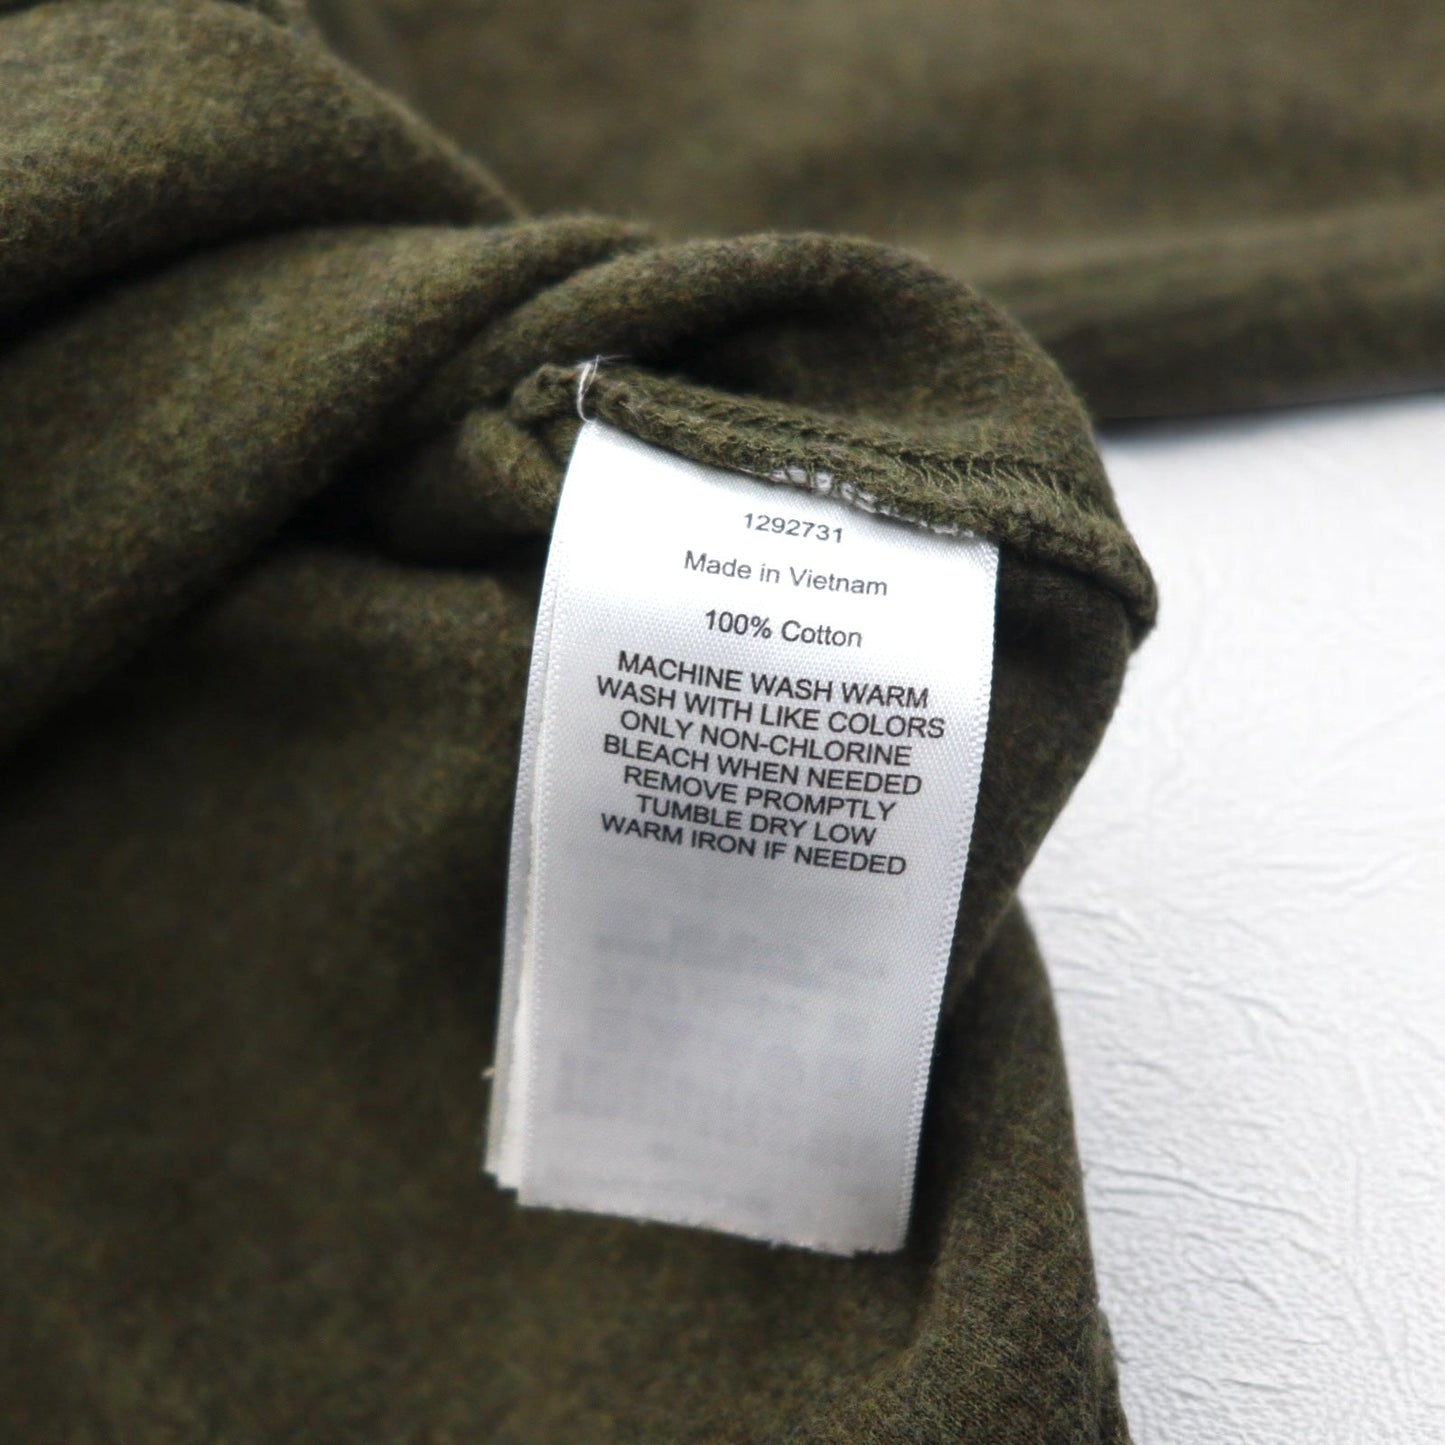 1292731
Made in Vietnam
100% Cotton
MACHINE WASH WARM
WASH WITH LIKE COLORS
ONLY NON-CHLORINE
BLEACH WHEN NEEDED
REMOVE PROMPTLY
TUMBLE DRY LOW
WARM IRON IF NEEDED